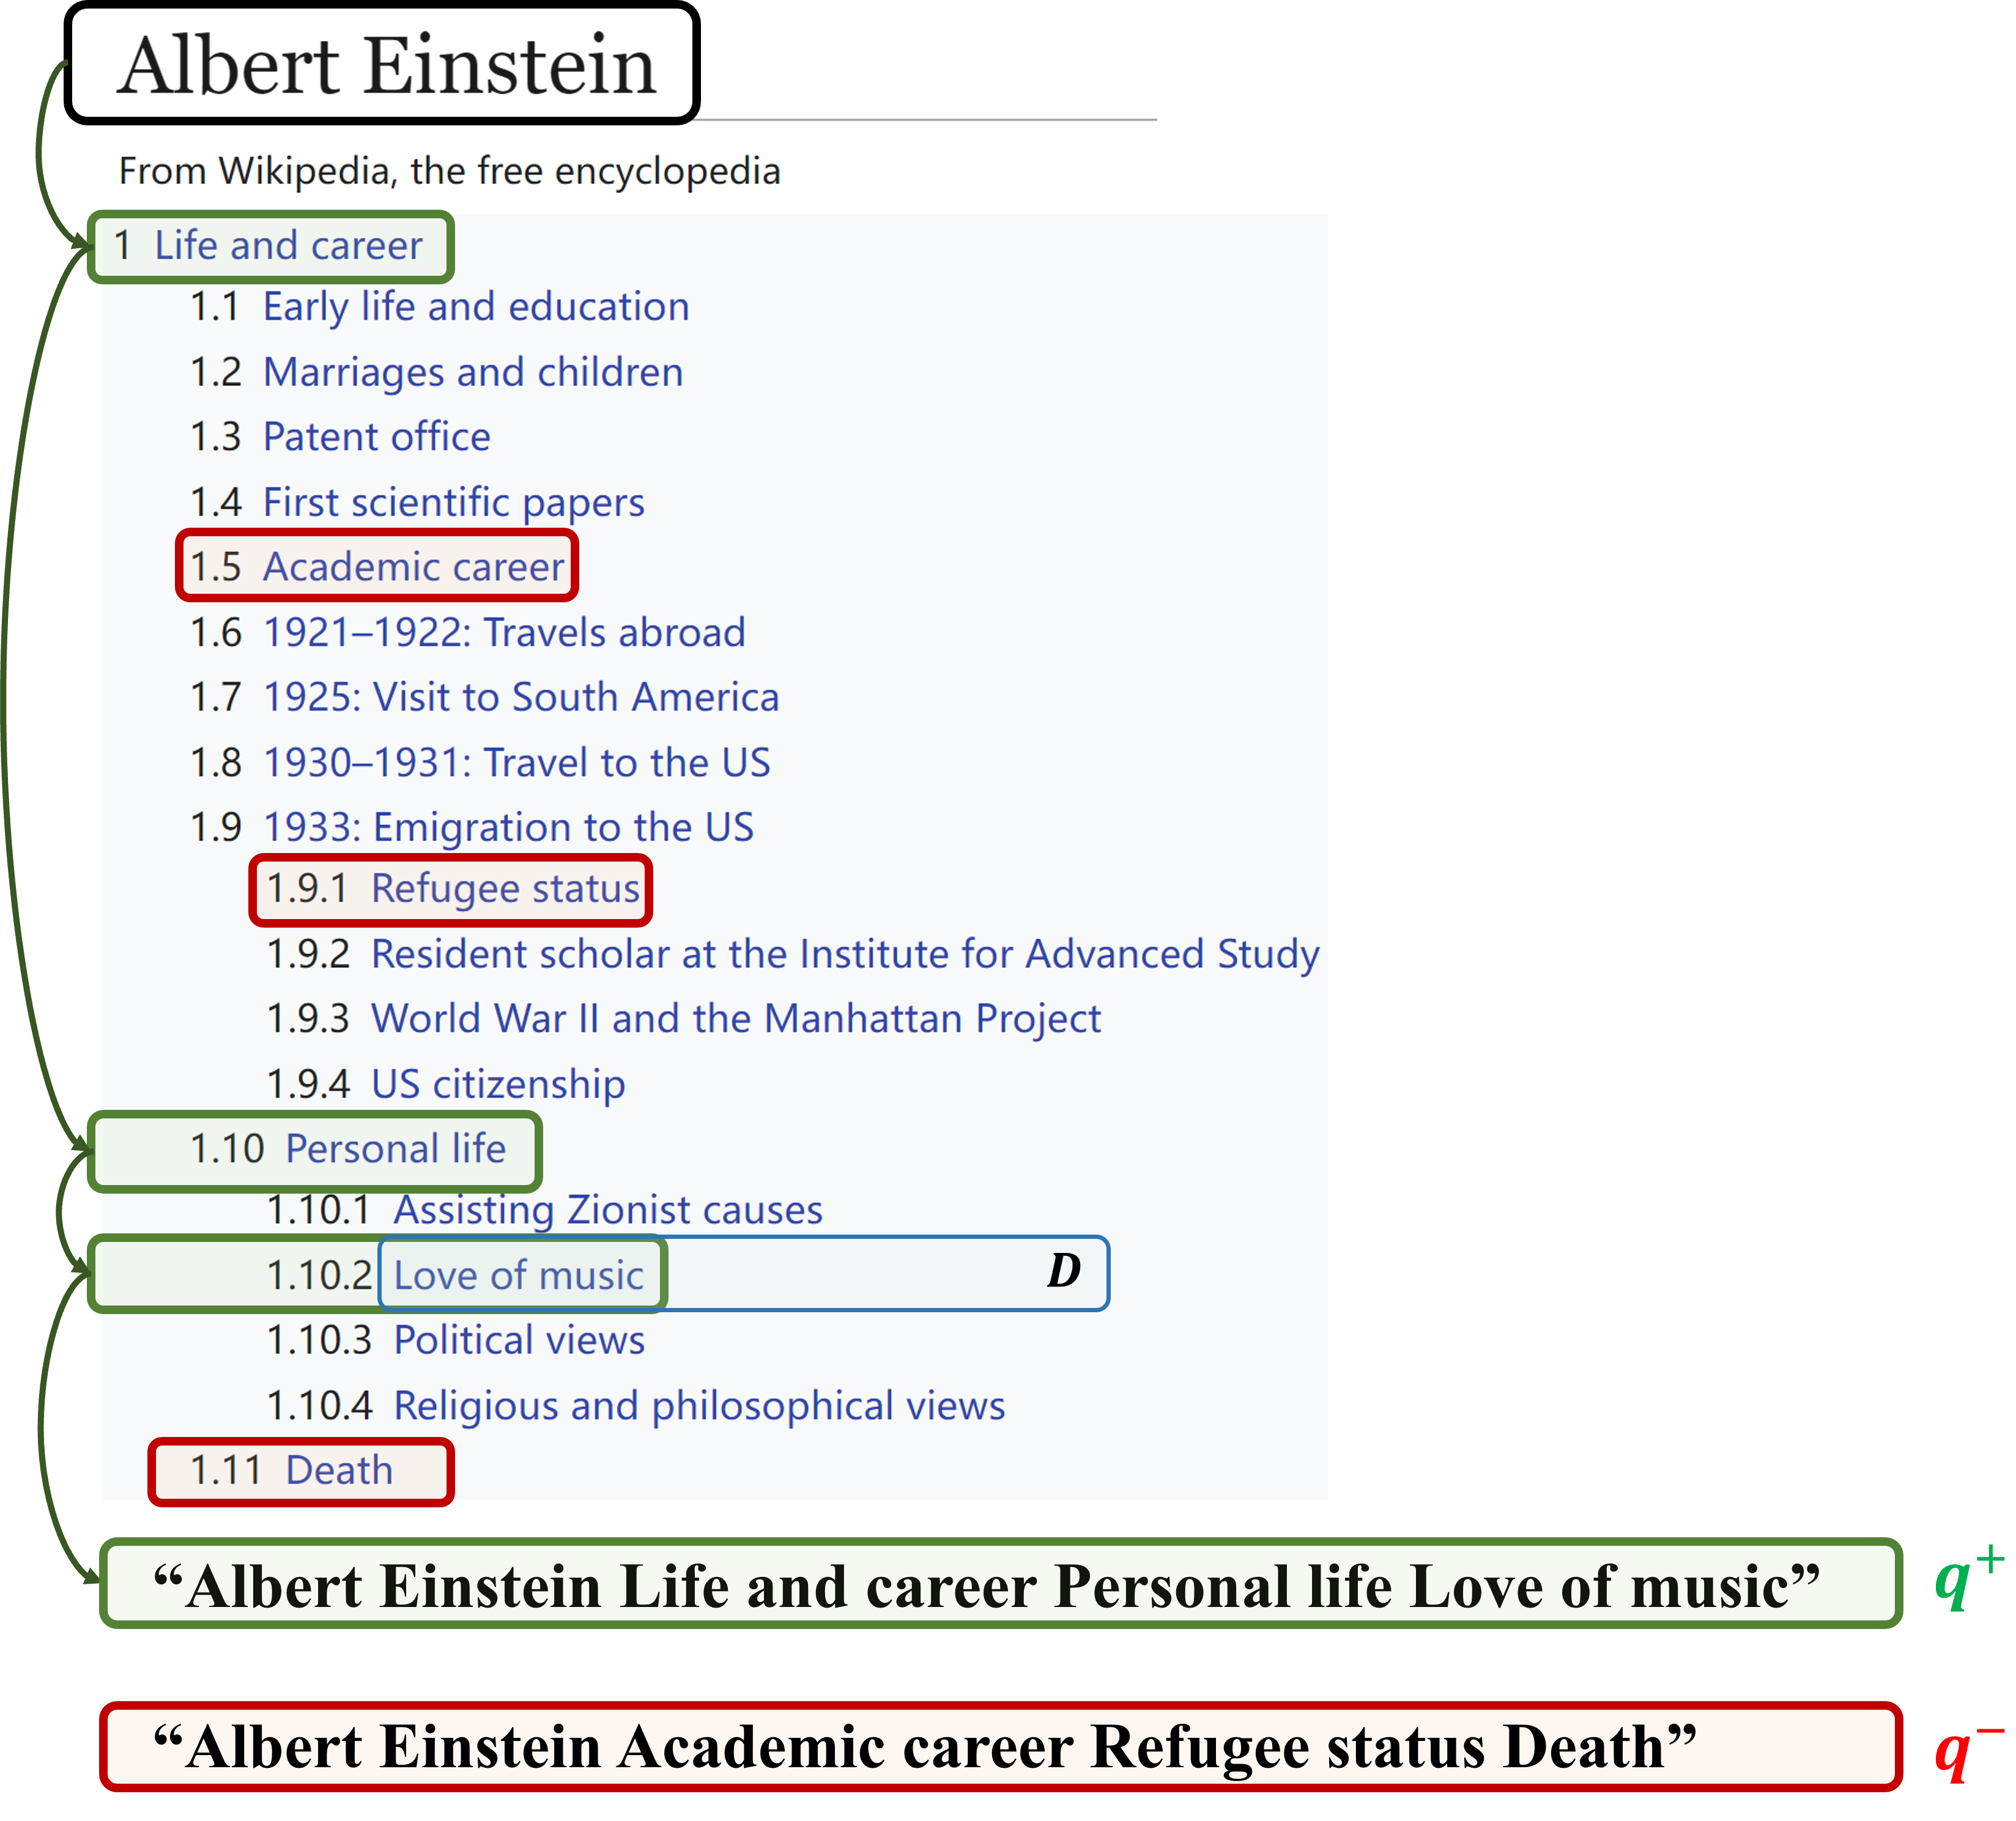 Albert Einstein
From Wikipedia, the free encyclopedia
1 Life and career
1.1 Early life and education
1.2 Marriages and children
1.3 Patent office
1.4 First scientific papers
1.5 Academic career
1.6 1921–1922: Travels abroad
1.7 1925: Visit to South America
1.8 1930–1931: Travel to the US
1.9 1933: Emigration to the US
1.9.1 Refugee status
1.9.2 Resident scholar at the Institute for Advanced Study
1.9.3 World War II and the Manhattan Project
1.9.4 US citizenship
1.10 Personal life
1.10.1 Assisting Zionist causes
1.10.2 Love of music D
1.10.3 Political views
1.10.4 Religious and philosophical views
1.11 Death
“Albert Einstein Life and career Personal life Love of music” q⁺
“Albert Einstein Academic career Refugee status Death” q⁻